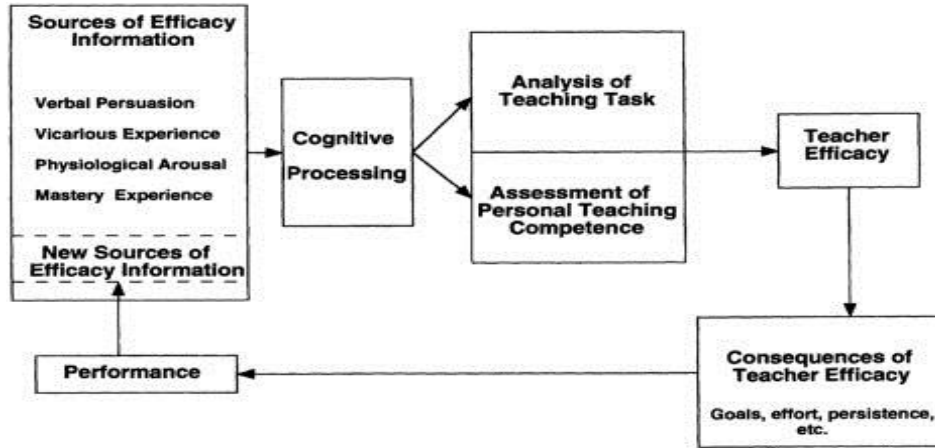 Sources of Efficacy
Information
Verbal Persuasion
Vicarious Experience
Physiological Arousal
Mastery Experience
New Sources of
Efficacy Information
Cognitive
Processing
Analysis of
Teaching Task
Assessment of
Personal Teaching
Competence
Teacher
Efficacy
Consequences of
Teacher Efficacy
Goals, effort, persistence,
etc.
Performance